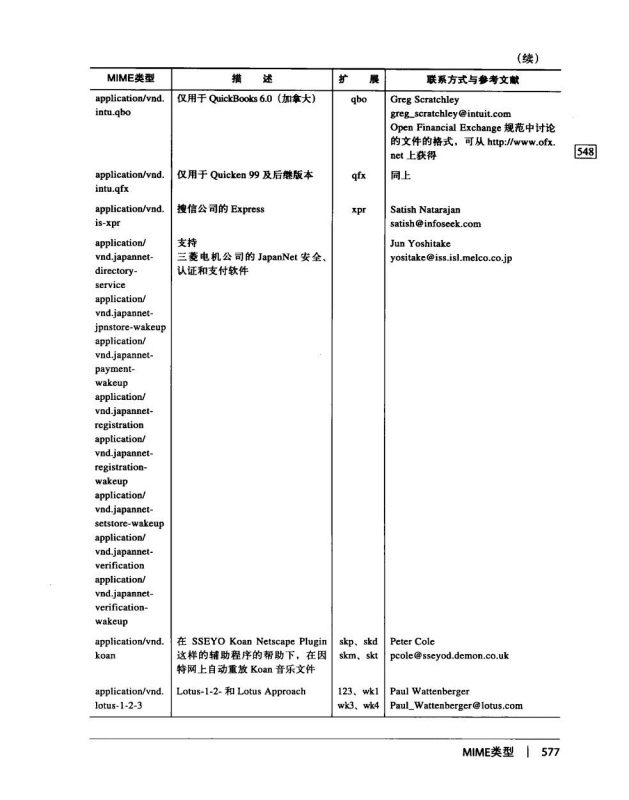 （续）
MIME类型 描 述 扩 展 联系方式与参考文献
application/vnd. 仅用于 QuickBooks 6.0（加拿大） qbo Greg Scratchley
intu.qbo greg_scratchley@intuit.com
Open Financial Exchange 规范中讨论
的文件的格式，可从 http://www.ofx.
net 上获得
548
application/vnd. 仅用于 Quicken 99 及后继版本 qfx 同上
intu.qfx
application/vnd. 搜信公司的 Express xpr Satish Natarajan
is-xpr satish@infoseek.com
application/ 支持 Jun Yoshitake
vnd.japannet- 三菱电机公司的 JapanNet 安全、 yositake@iss.isl.melco.co.jp
directory- 认证和支付软件
service
application/
vnd.japannet-
jpnstore-wakeup
application/
vnd.japannet-
payment-
wakeup
application/
vnd.japannet-
registration
application/
vnd.japannet-
registration-
wakeup
application/
vnd.japannet-
setstore-wakeup
application/
vnd.japannet-
verification
application/
vnd.japannet-
verification-
wakeup
application/vnd. 在 SSEYO Koan Netscape Plugin skp、skd Peter Cole
koan 这样的辅助程序的帮助下，在因 skm、skt pcole@sseyod.demon.co.uk
特网上自动重放 Koan 音乐文件
application/vnd. Lotus-1-2- 和 Lotus Approach 123、wk1 Paul Wattenberger
lotus-1-2-3 wk3、wk4 Paul_Wattenberger@lotus.com
MIME类型 | 577